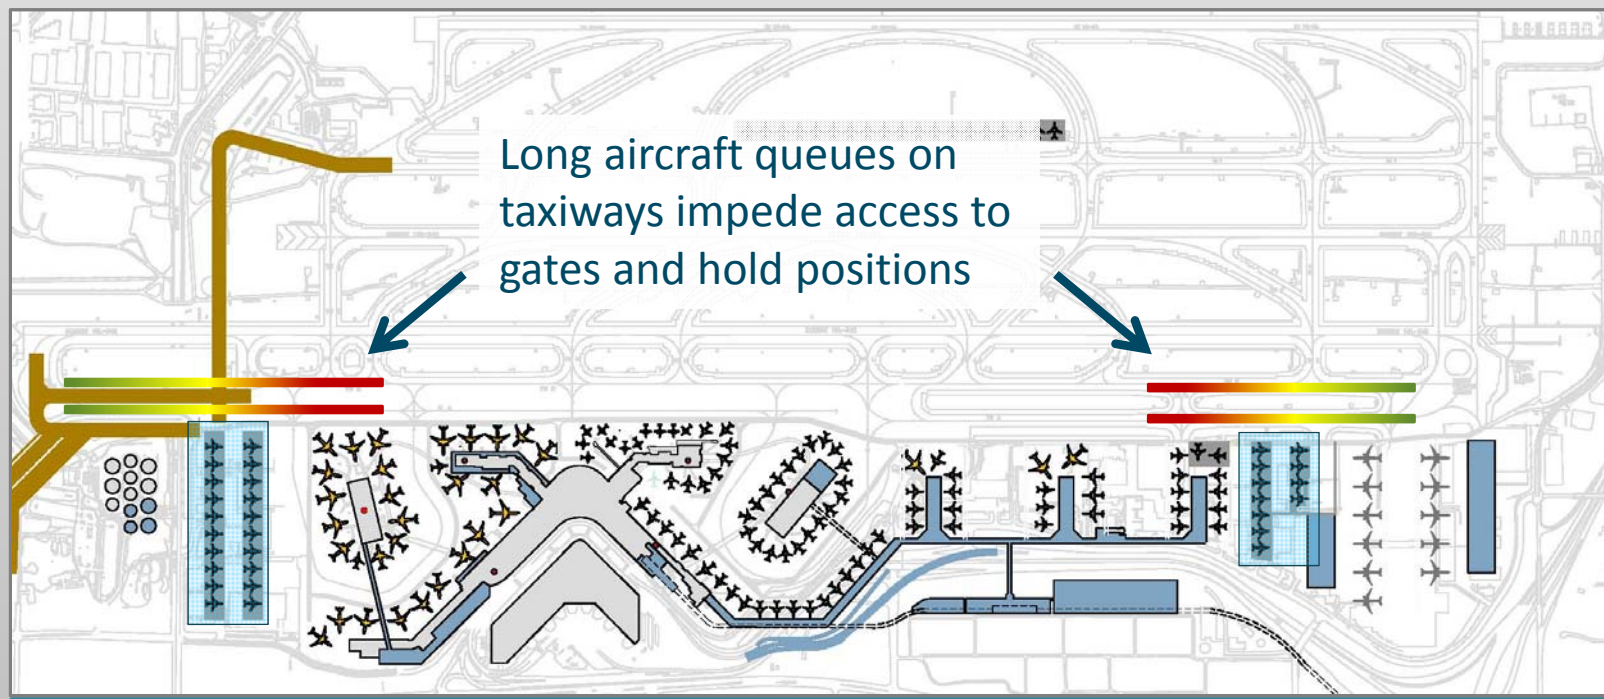 Long aircraft queues on
taxiways impede access to
gates and hold positions